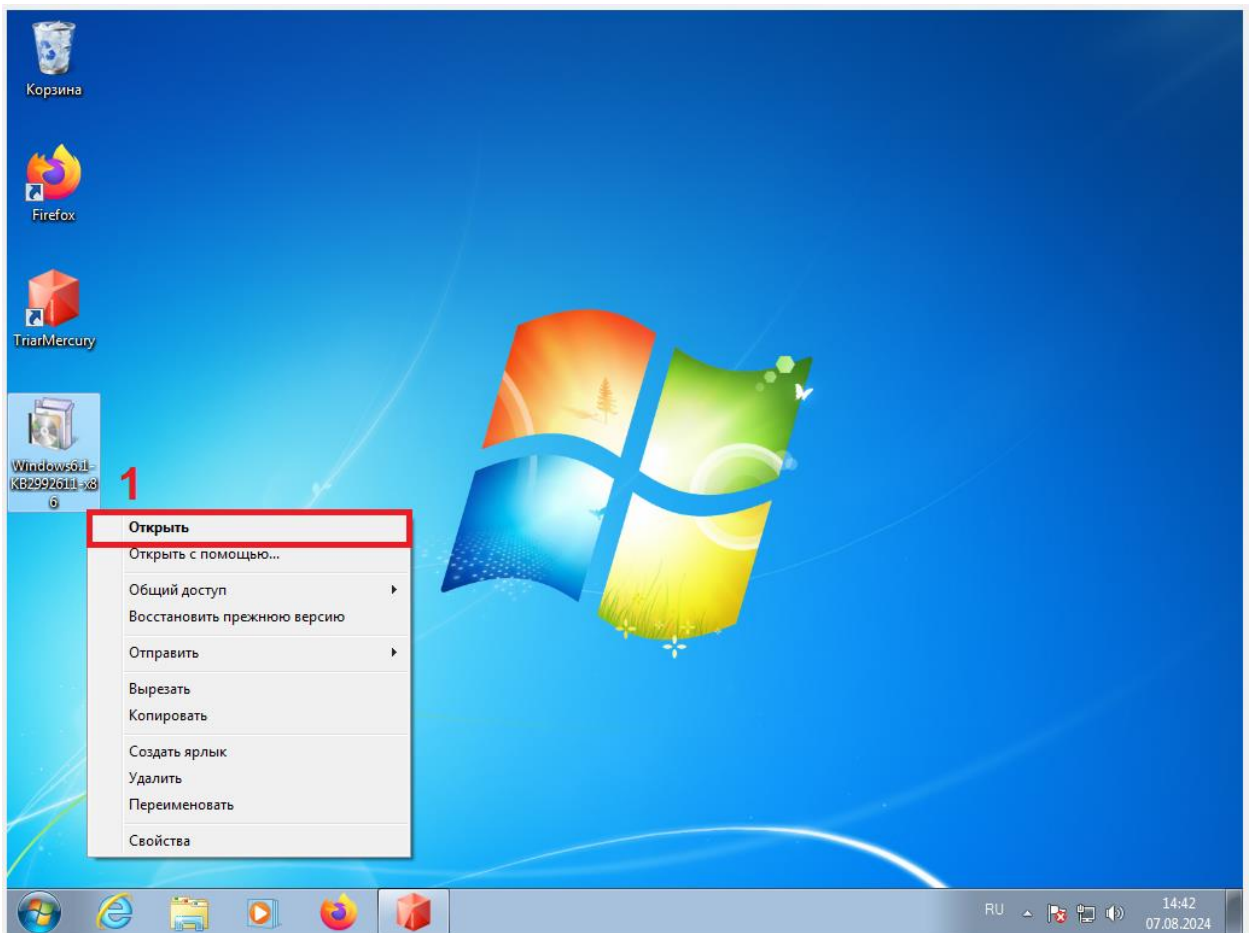 Корзина
Firefox
TriarMercury
Windows6.1-
KB2992611-x8
6
1
Открыть
Открыть с помощью...
Общий доступ
Восстановить прежнюю версию
Отправить
Вырезать
Копировать
Создать ярлык
Удалить
Переименовать
Свойства
RU
14:42
07.08.2024